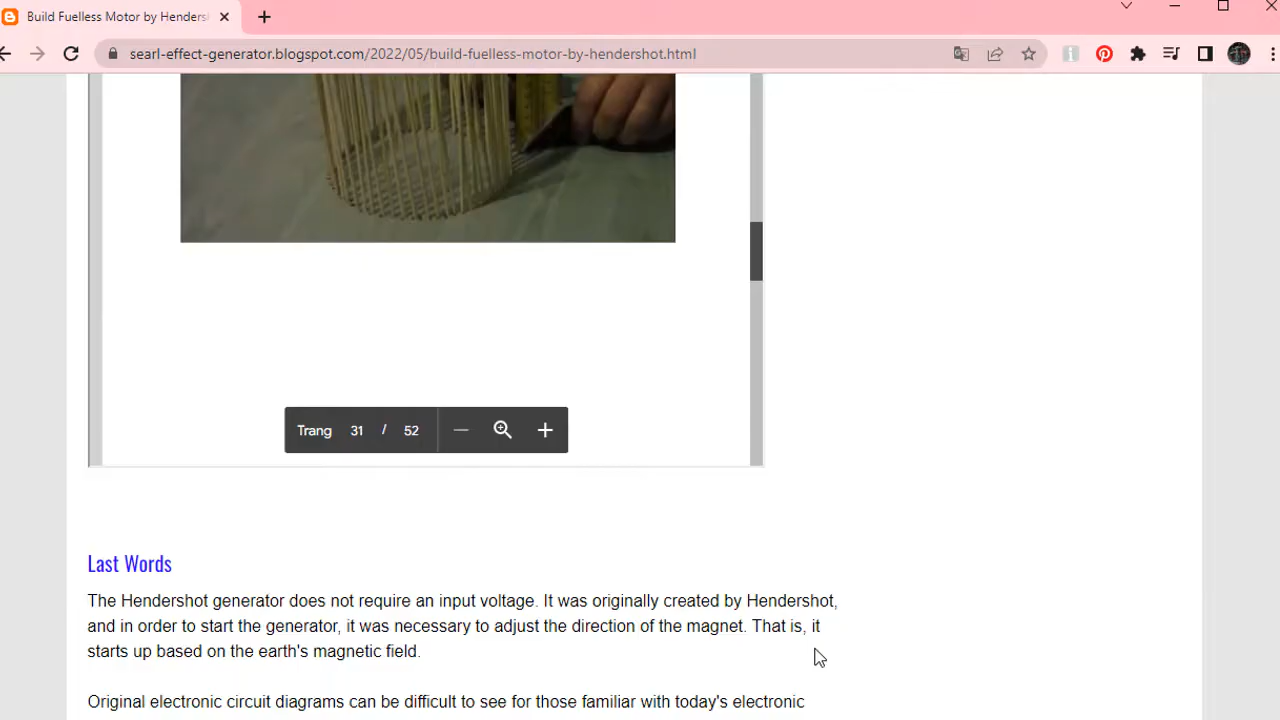 Build Fuelless Motor by Hendersh
searl-effect-generator.blogspot.com/2022/05/build-fuelless-motor-by-hendershot.html
Trang 31 / 52
Last Words
The Hendershot generator does not require an input voltage. It was originally created by Hendershot,
and in order to start the generator, it was necessary to adjust the direction of the magnet. That is, it
starts up based on the earth's magnetic field.
Original electronic circuit diagrams can be difficult to see for those familiar with today's electronic